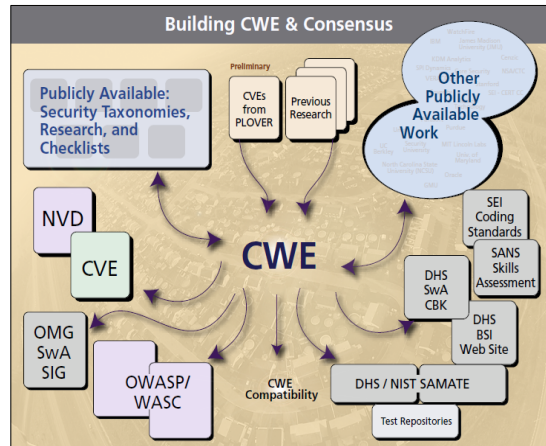 Building CWE & Consensus
Publicly Available:
Security Taxonomies,
Research, and
Checklists
Preliminary
CVEs
from
PLOVER
Previous
Research
Other
Publicly
Available
Work
NVD
CVE
CWE
SEI
Coding
Standards
SANS
Skills
Assessment
DHS
SwA
CBK
DHS
BSI
Web Site
OMG
SwA
SIG
OWASP/
WASC
CWE
Compatibility
DHS / NIST SAMATE
Test Repositories